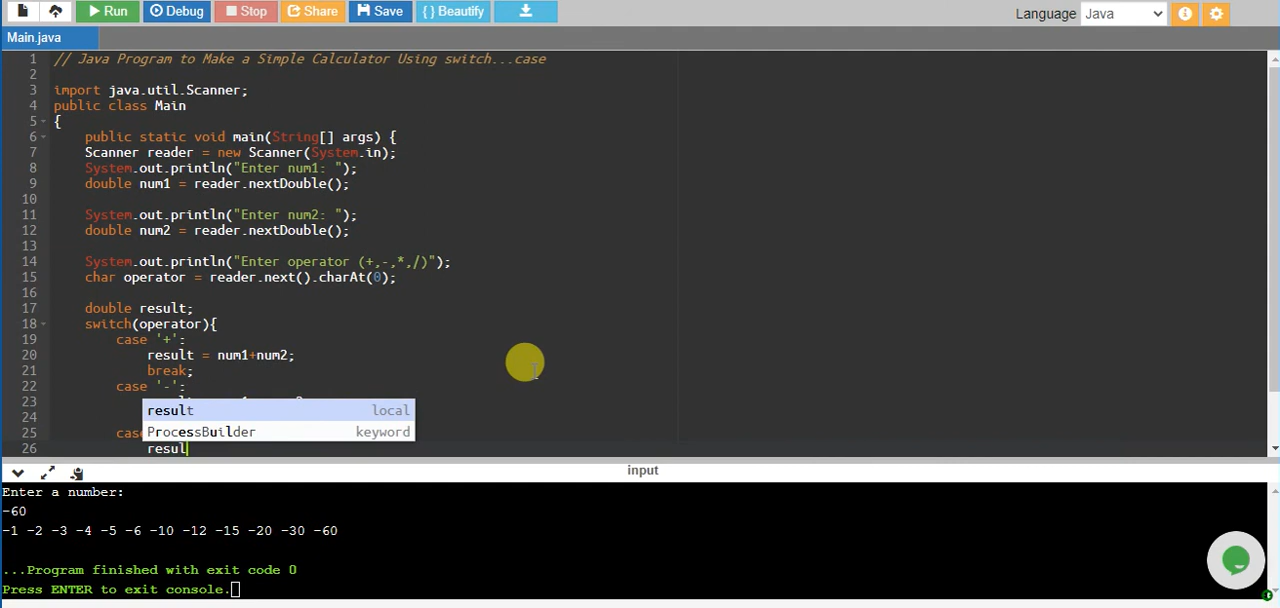 Run Debug Stop Share Save { } Beautify Language Java
Main.java
1 // Java Program to Make a Simple Calculator Using switch...case
2
3 import java.util.Scanner;
4 public class Main
5 {
6 public static void main(String[] args) {
7 Scanner reader = new Scanner(System.in);
8 System.out.println("Enter num1: ");
9 double num1 = reader.nextDouble();
10
11 System.out.println("Enter num2: ");
12 double num2 = reader.nextDouble();
13
14 System.out.println("Enter operator (+,-,*,/)");
15 char operator = reader.next().charAt(0);
16
17 double result;
18 switch(operator){
19 case '+':
20 result = num1+num2;
21 break;
22 case '-':
23
result local
24
ProcessBuilder keyword
25 case
26 resul
input
Enter a number:
-60
-1 -2 -3 -4 -5 -6 -10 -12 -15 -20 -30 -60
...Program finished with exit code 0
Press ENTER to exit console.